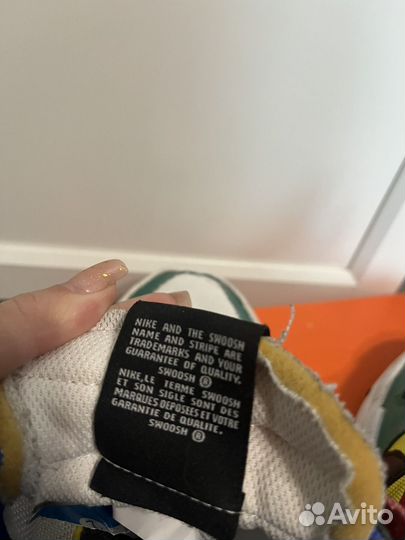 NIKE AND THE SWOOSH
NAME AND STRIPE ARE
TRADEMARKS AND YOUR
GUARANTEE OF QUALITY.
SWOOSH ®
NIKE, LE TERME SWOOSH
ET SON SIGLE SONT DES
MARQUES DEPOSÉES ET VOTRE
GARANTIE DE QUALITE.
SWOOSH ®
Avito